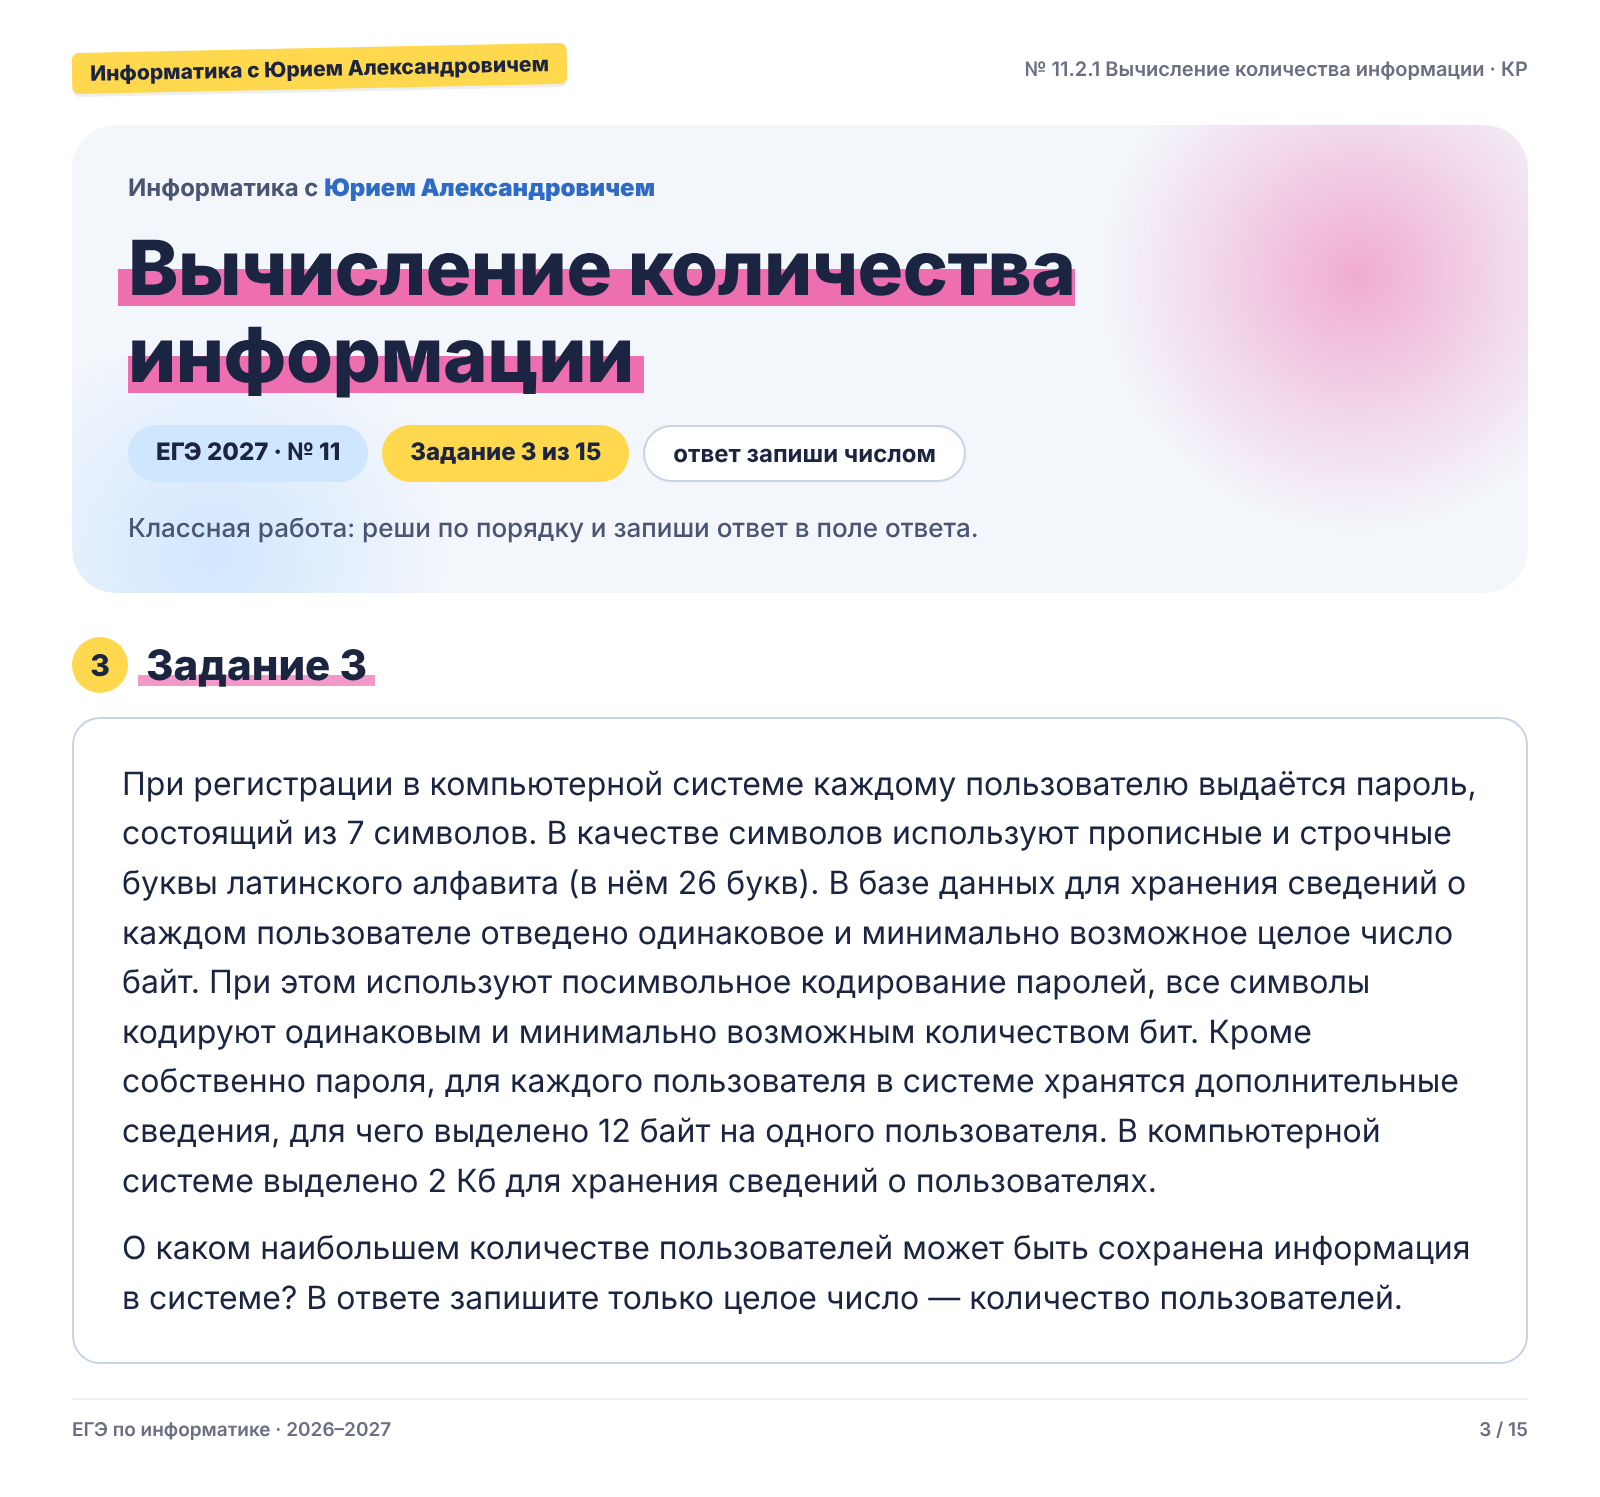 Информатика с Юрием Александровичем
№ 11.2.1 Вычисление количества информации · КР
Информатика с Юрием Александровичем
Вычисление количества
информации
ЕГЭ 2027 · № 11
Задание 3 из 15
ответ запиши числом
Классная работа: реши по порядку и запиши ответ в поле ответа.
3
Задание 3
При регистрации в компьютерной системе каждому пользователю выдаётся пароль,
состоящий из 7 символов. В качестве символов используют прописные и строчные
буквы латинского алфавита (в нём 26 букв). В базе данных для хранения сведений о
каждом пользователе отведено одинаковое и минимально возможное целое число
байт. При этом используют посимвольное кодирование паролей, все символы
кодируют одинаковым и минимально возможным количеством бит. Кроме
собственно пароля, для каждого пользователя в системе хранятся дополнительные
сведения, для чего выделено 12 байт на одного пользователя. В компьютерной
системе выделено 2 Кб для хранения сведений о пользователях.
О каком наибольшем количестве пользователей может быть сохранена информация
в системе? В ответе запишите только целое число — количество пользователей.
ЕГЭ по информатике · 2026–2027
3 / 15